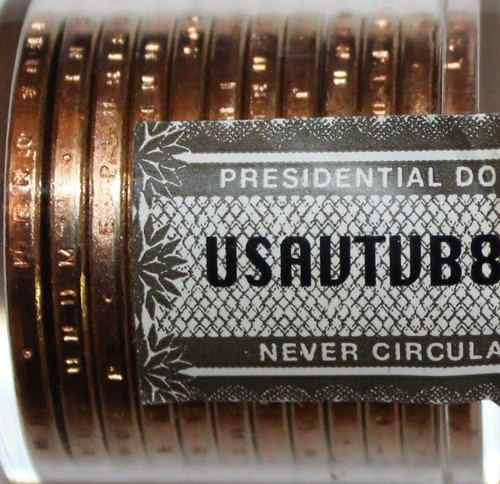 PRESIDENTIAL DO
USAUTUB8
NEVER CIRCULA